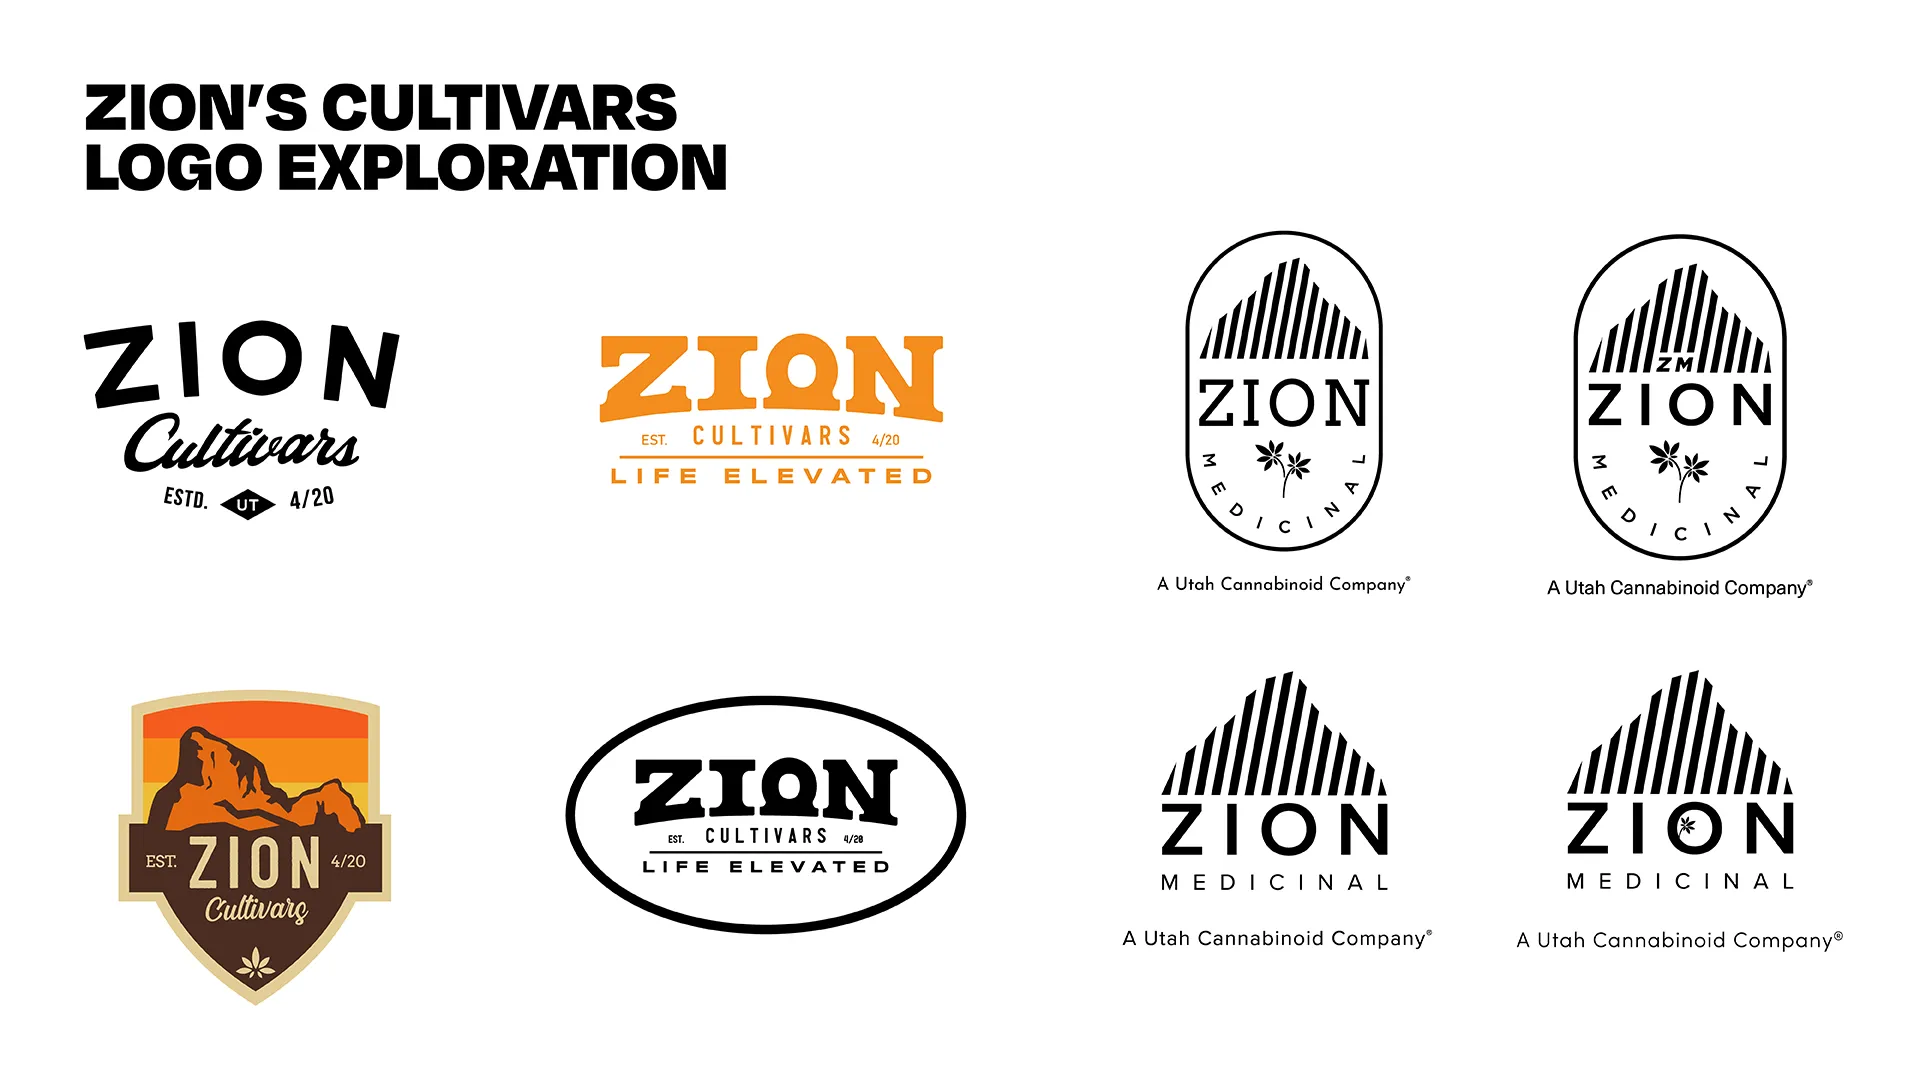 ZION'S CULTIVARS
LOGO EXPLORATION
ZION
Cultivars
ESTD. UT 4/20
ZION
EST. CULTIVARS 4/20
LIFE ELEVATED
ZION
MEDICINAL
A Utah Cannabinoid Company®
ZM
ZION
MEDICINAL
A Utah Cannabinoid Company®
EST. ZION 4/20
Cultivars
ZION
EST. CULTIVARS 4/20
LIFE ELEVATED
ZION
MEDICINAL
A Utah Cannabinoid Company®
ZION
MEDICINAL
A Utah Cannabinoid Company®